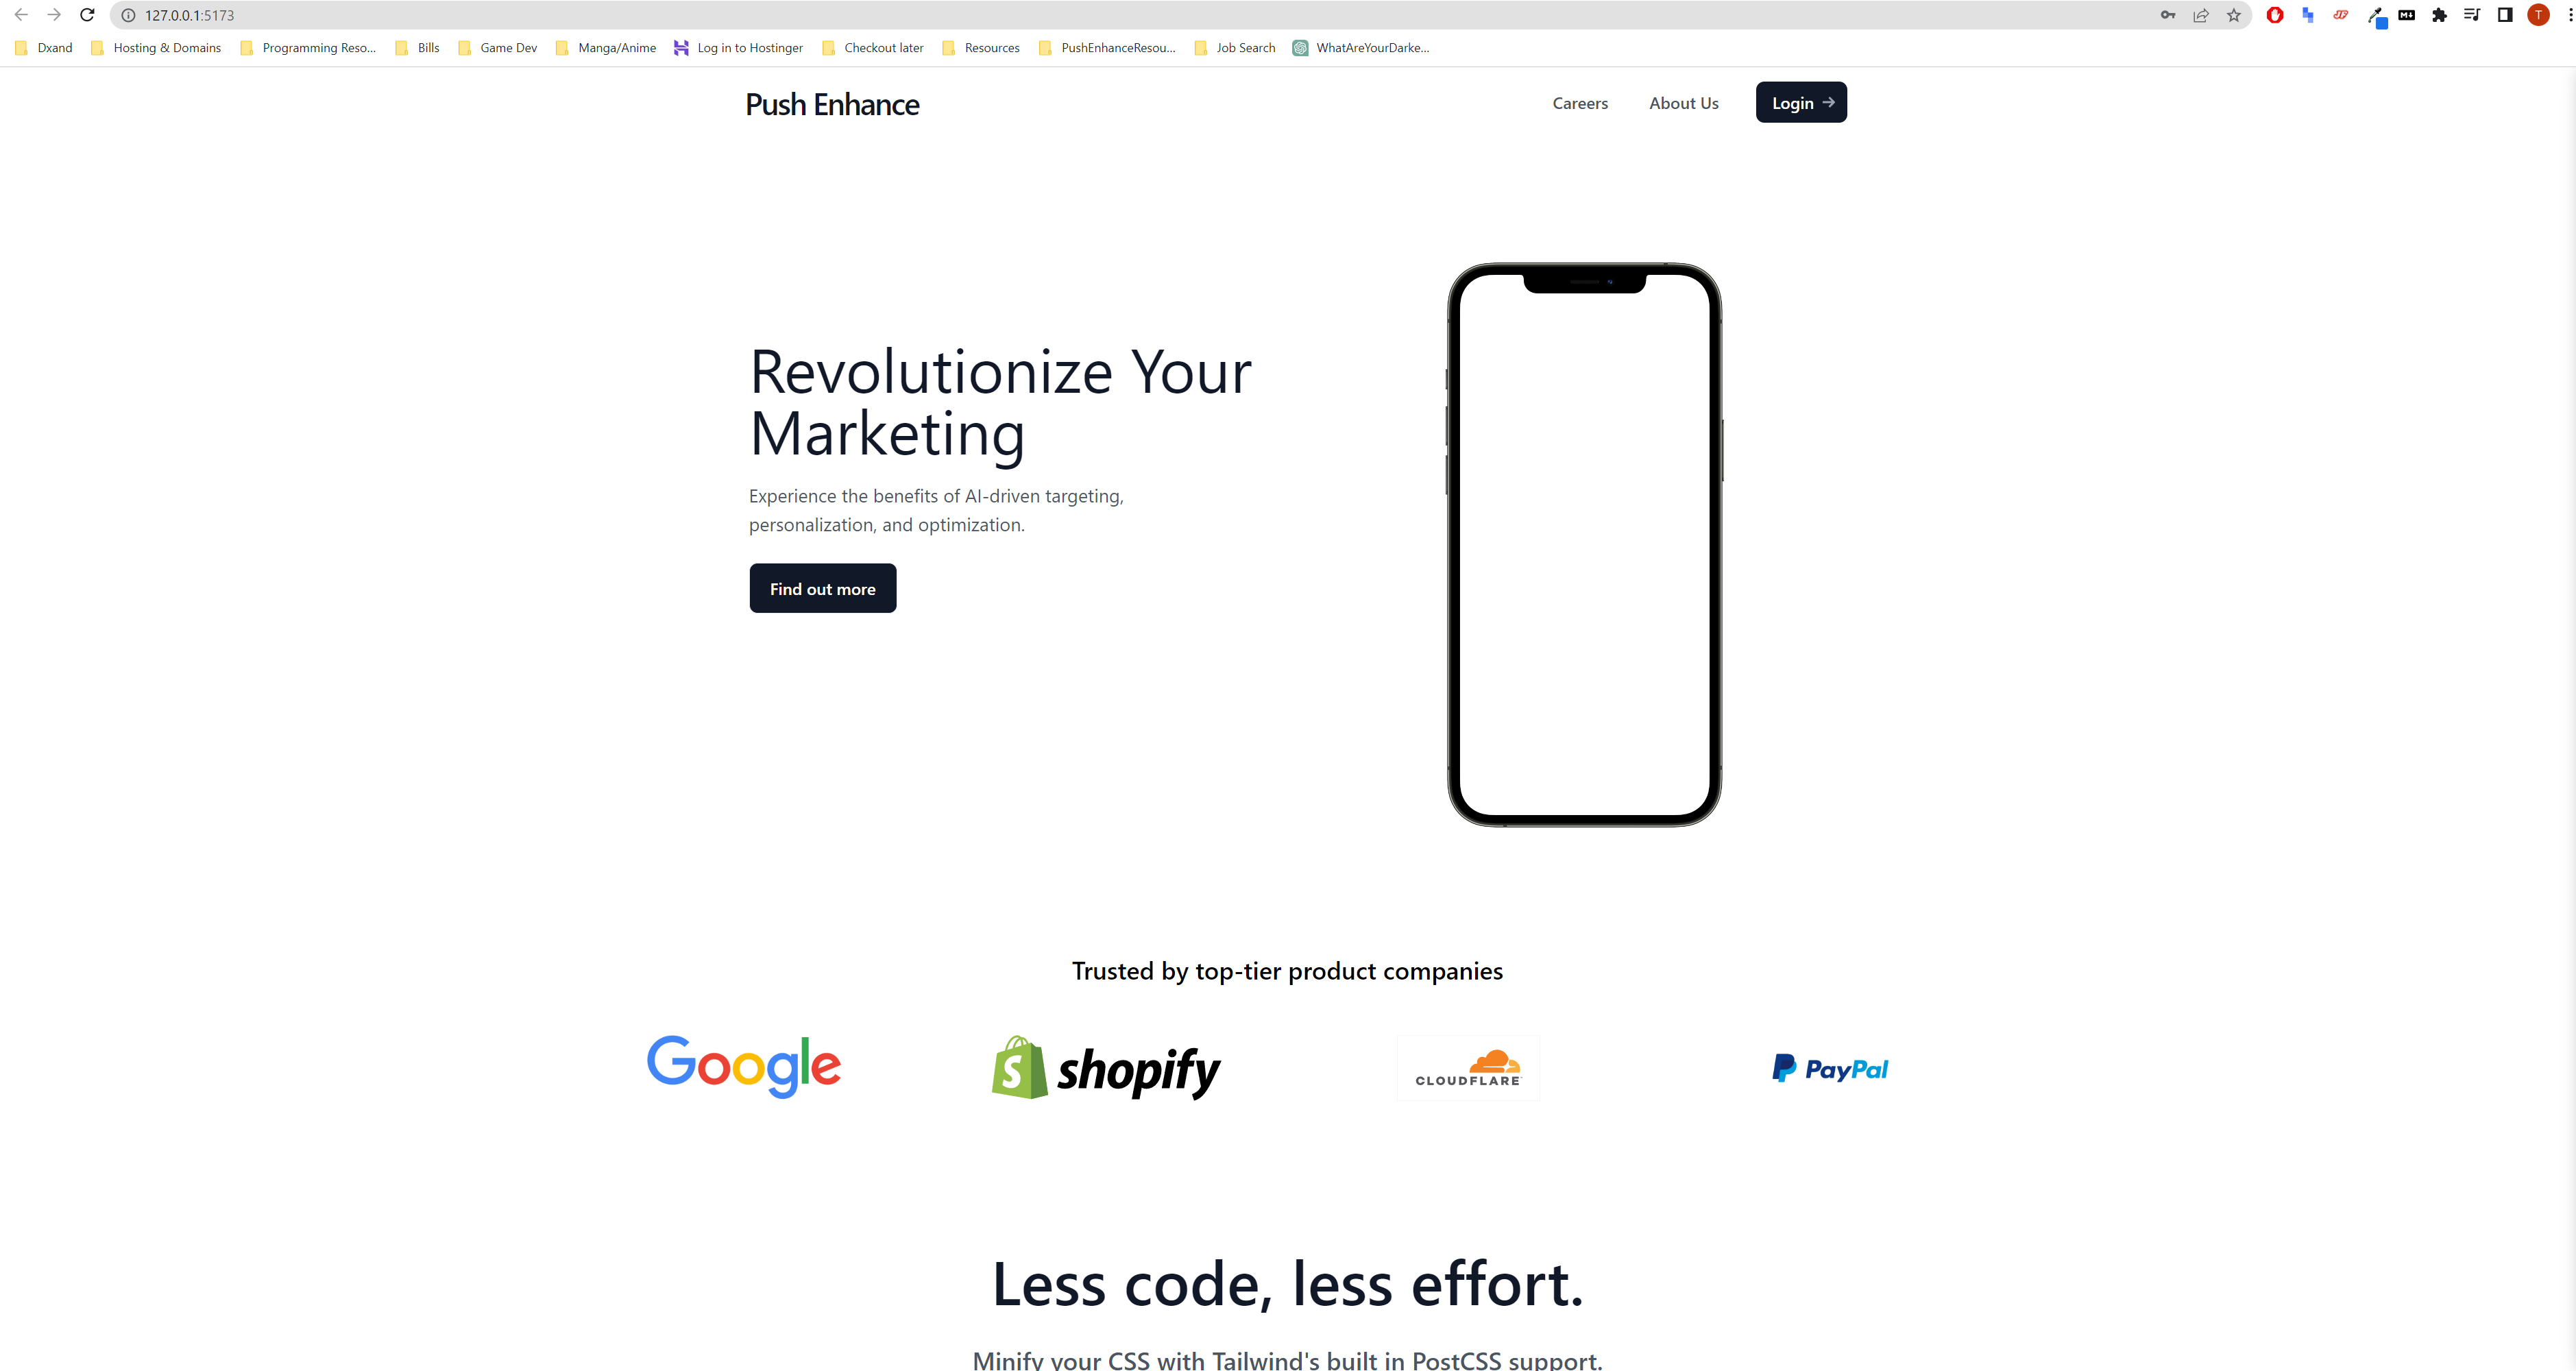 127.0.0.1:5173
T
Dxand Hosting & Domains Programming Reso... Bills Game Dev Manga/Anime Log in to Hostinger Checkout later Resources PushEnhanceResou... Job Search WhatAreYourDarke...
Push Enhance Careers About Us Login →
Revolutionize Your
Marketing
Experience the benefits of AI-driven targeting,
personalization, and optimization.
Find out more
Trusted by top-tier product companies
Google shopify CLOUDFLARE PayPal
Less code, less effort.
Minify your CSS with Tailwind's built in PostCSS support.